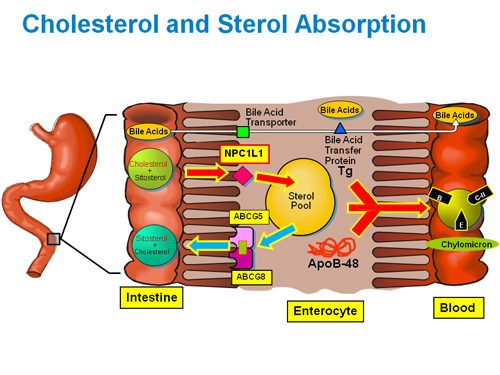 Cholesterol and Sterol Absorption
Bile Acids
Bile Acid
Transporter
Bile Acids
Bile Acid
Transfer
Protein
Bile Acids
Cholesterol
+
Sitosterol
NPC1L1
Tg
Sterol
Pool
B
C-II
E
ABCG5
Sitosterol
+
Cholesterol
ABCG8
ApoB-48
Chylomicron
Intestine
Enterocyte
Blood